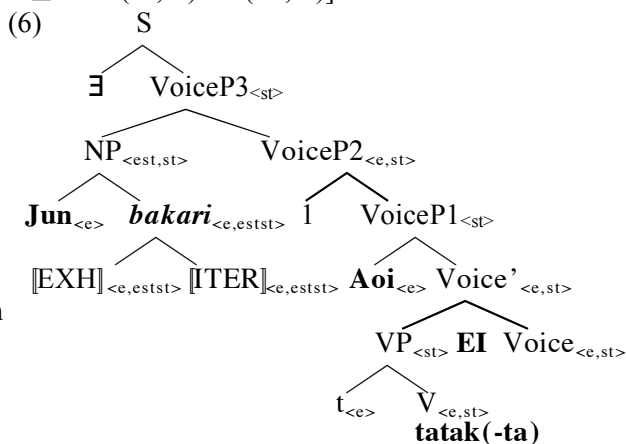 (6) S
∃ VoiceP3<st>
NP<est,st> VoiceP2<e,st>
Jun<e> bakari<e,estst> 1 VoiceP1<st>
⟦EXH⟧<e,estst> ⟦ITER⟧<e,estst> Aoi<e> Voice’<e,st>
VP<st> EI Voice<e,st>
t<e> V<e,st>
tatak(-ta)